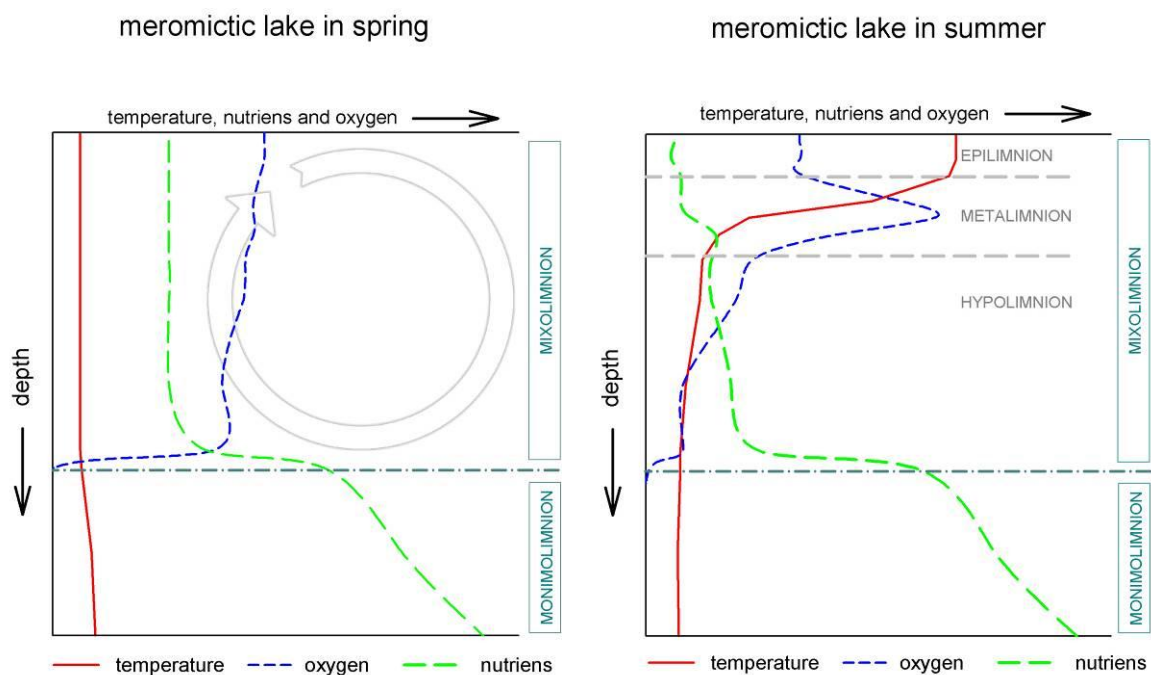 meromictic lake in spring
temperature, nutriens and oxygen
depth
MIXOLIMNION
MONIMOLIMNION
temperature oxygen nutriens
meromictic lake in summer
temperature, nutriens and oxygen
EPILIMNION
METALIMNION
HYPOLIMNION
depth
MIXOLIMNION
MONIMOLIMNION
temperature oxygen nutriens